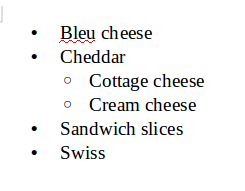 • Bleu cheese
• Cheddar
○ Cottage cheese
○ Cream cheese
• Sandwich slices
• Swiss